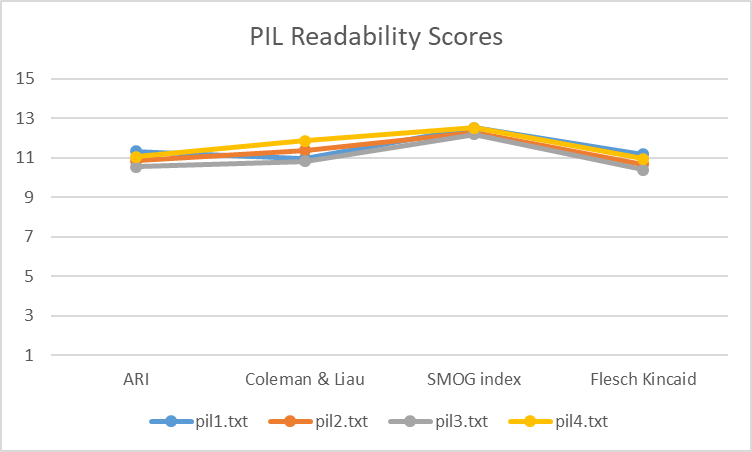 PIL Readability Scores
15
13
11
9
7
5
3
1
ARI Coleman & Liau SMOG index Flesch Kincaid
pil1.txt pil2.txt pil3.txt pil4.txt